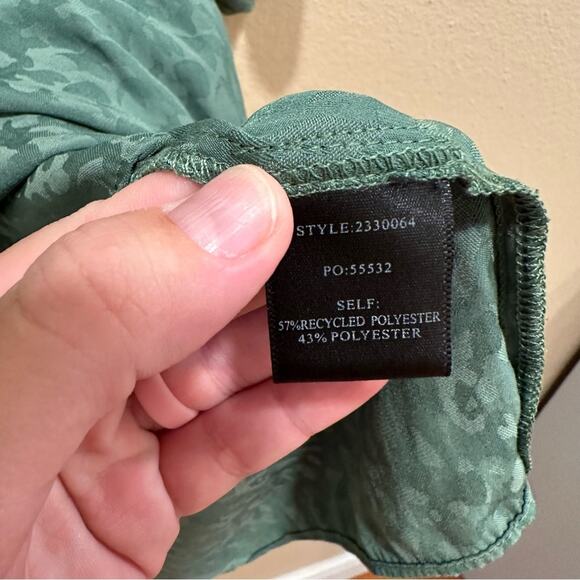 STYLE:2330064
PO:55532
SELF:
57%RECYCLED POLYESTER
43% POLYESTER